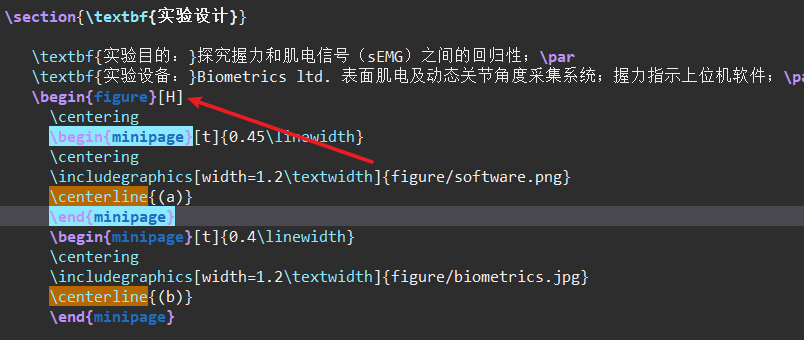 \section{\textbf{实验设计}}
\textbf{实验目的：}探究握力和肌电信号（sEMG）之间的回归性；\par
\textbf{实验设备：}Biometrics ltd. 表面肌电及动态关节角度采集系统；握力指示上位机软件；\pa
\begin{figure}[H]
\centering
\begin{minipage}[t]{0.45\linewidth}
\centering
\includegraphics[width=1.2\textwidth]{figure/software.png}
\centerline{(a)}
\end{minipage}
\begin{minipage}[t]{0.4\linewidth}
\centering
\includegraphics[width=1.2\textwidth]{figure/biometrics.jpg}
\centerline{(b)}
\end{minipage}